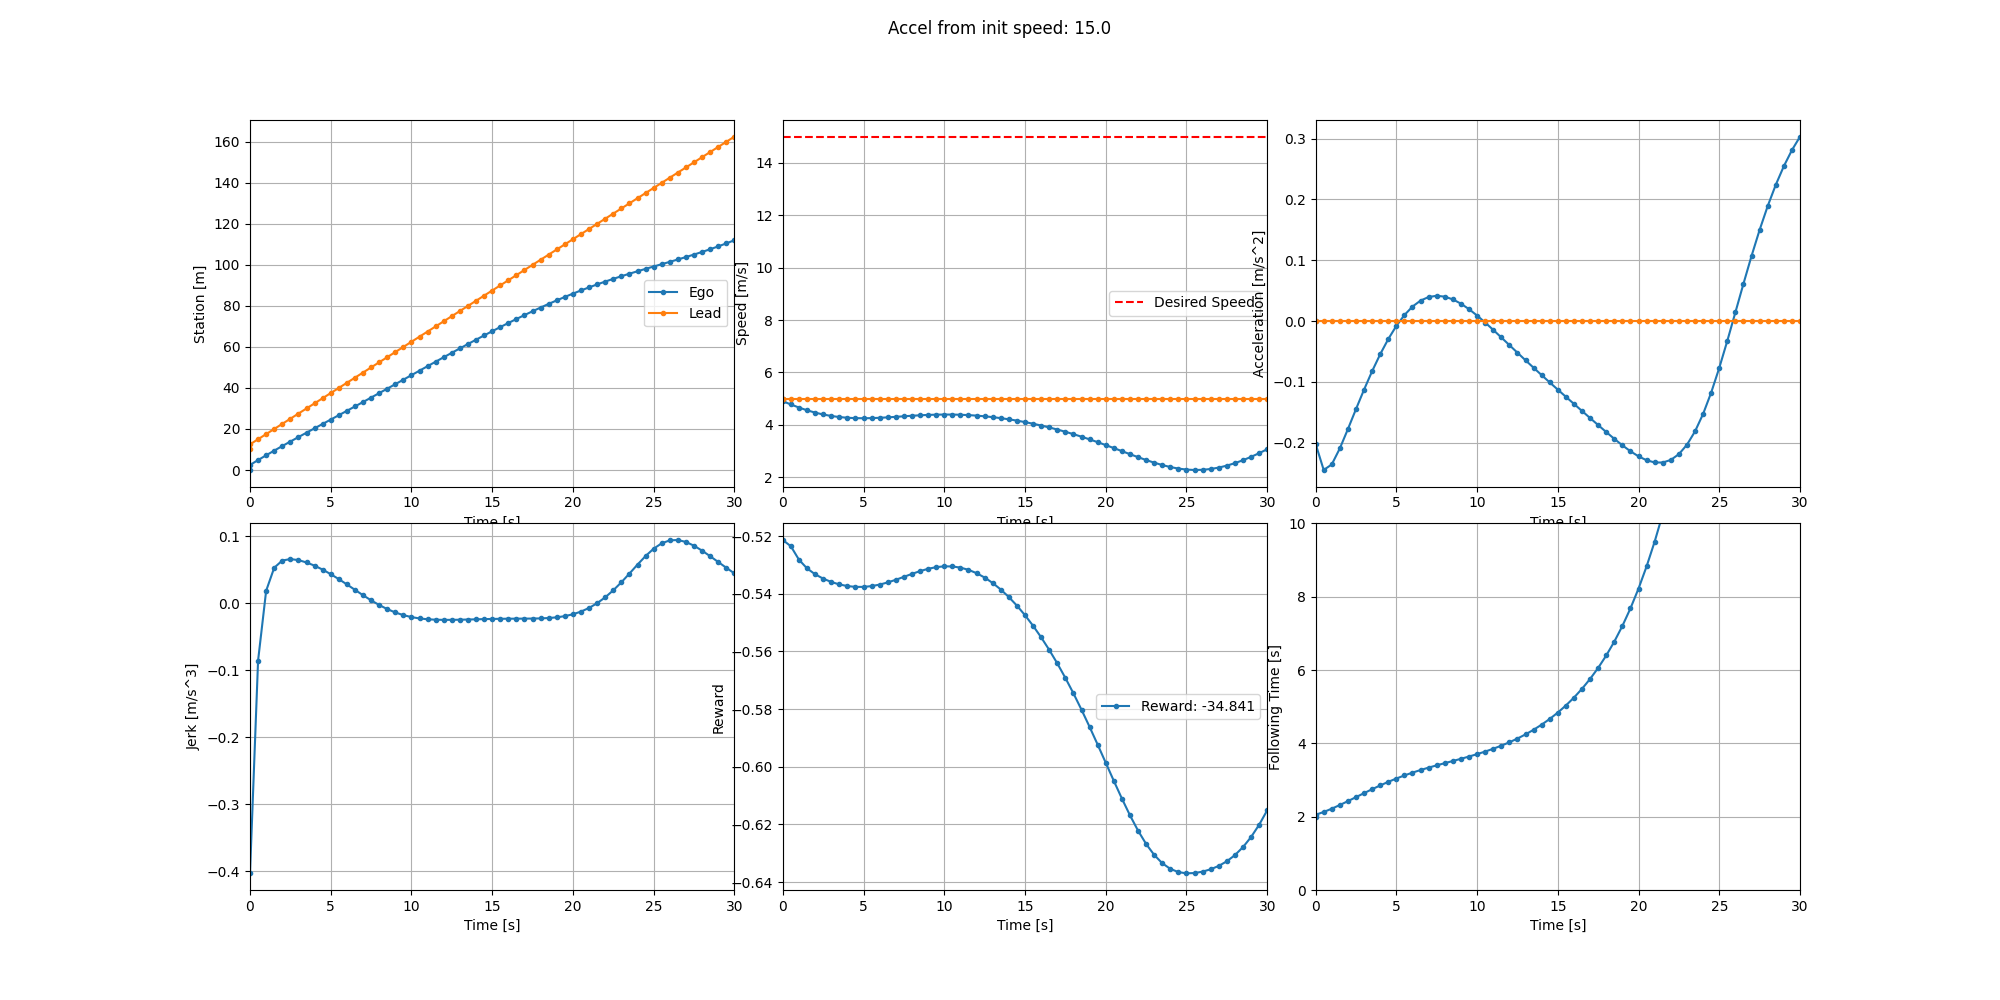 Accel from init speed: 15.0
160
140
120
100
80
60
40
20
0
Station [m]
Ego
Lead
0 5 10 15 20 25 30
Time [s]
14
12
10
8
6
4
2
Speed [m/s]
Desired Speed
0 5 10 15 20 25 30
Time [s]
0.3
0.2
0.1
0.0
−0.1
−0.2
Acceleration [m/s^2]
0 5 10 15 20 25 30
Time [s]
0.1
0.0
−0.1
−0.2
−0.3
−0.4
Jerk [m/s^3]
0 5 10 15 20 25 30
Time [s]
−0.52
−0.54
−0.56
−0.58
−0.60
−0.62
−0.64
Reward
Reward: -34.841
0 5 10 15 20 25 30
Time [s]
10
8
6
4
2
0
Following Time [s]
0 5 10 15 20 25 30
Time [s]